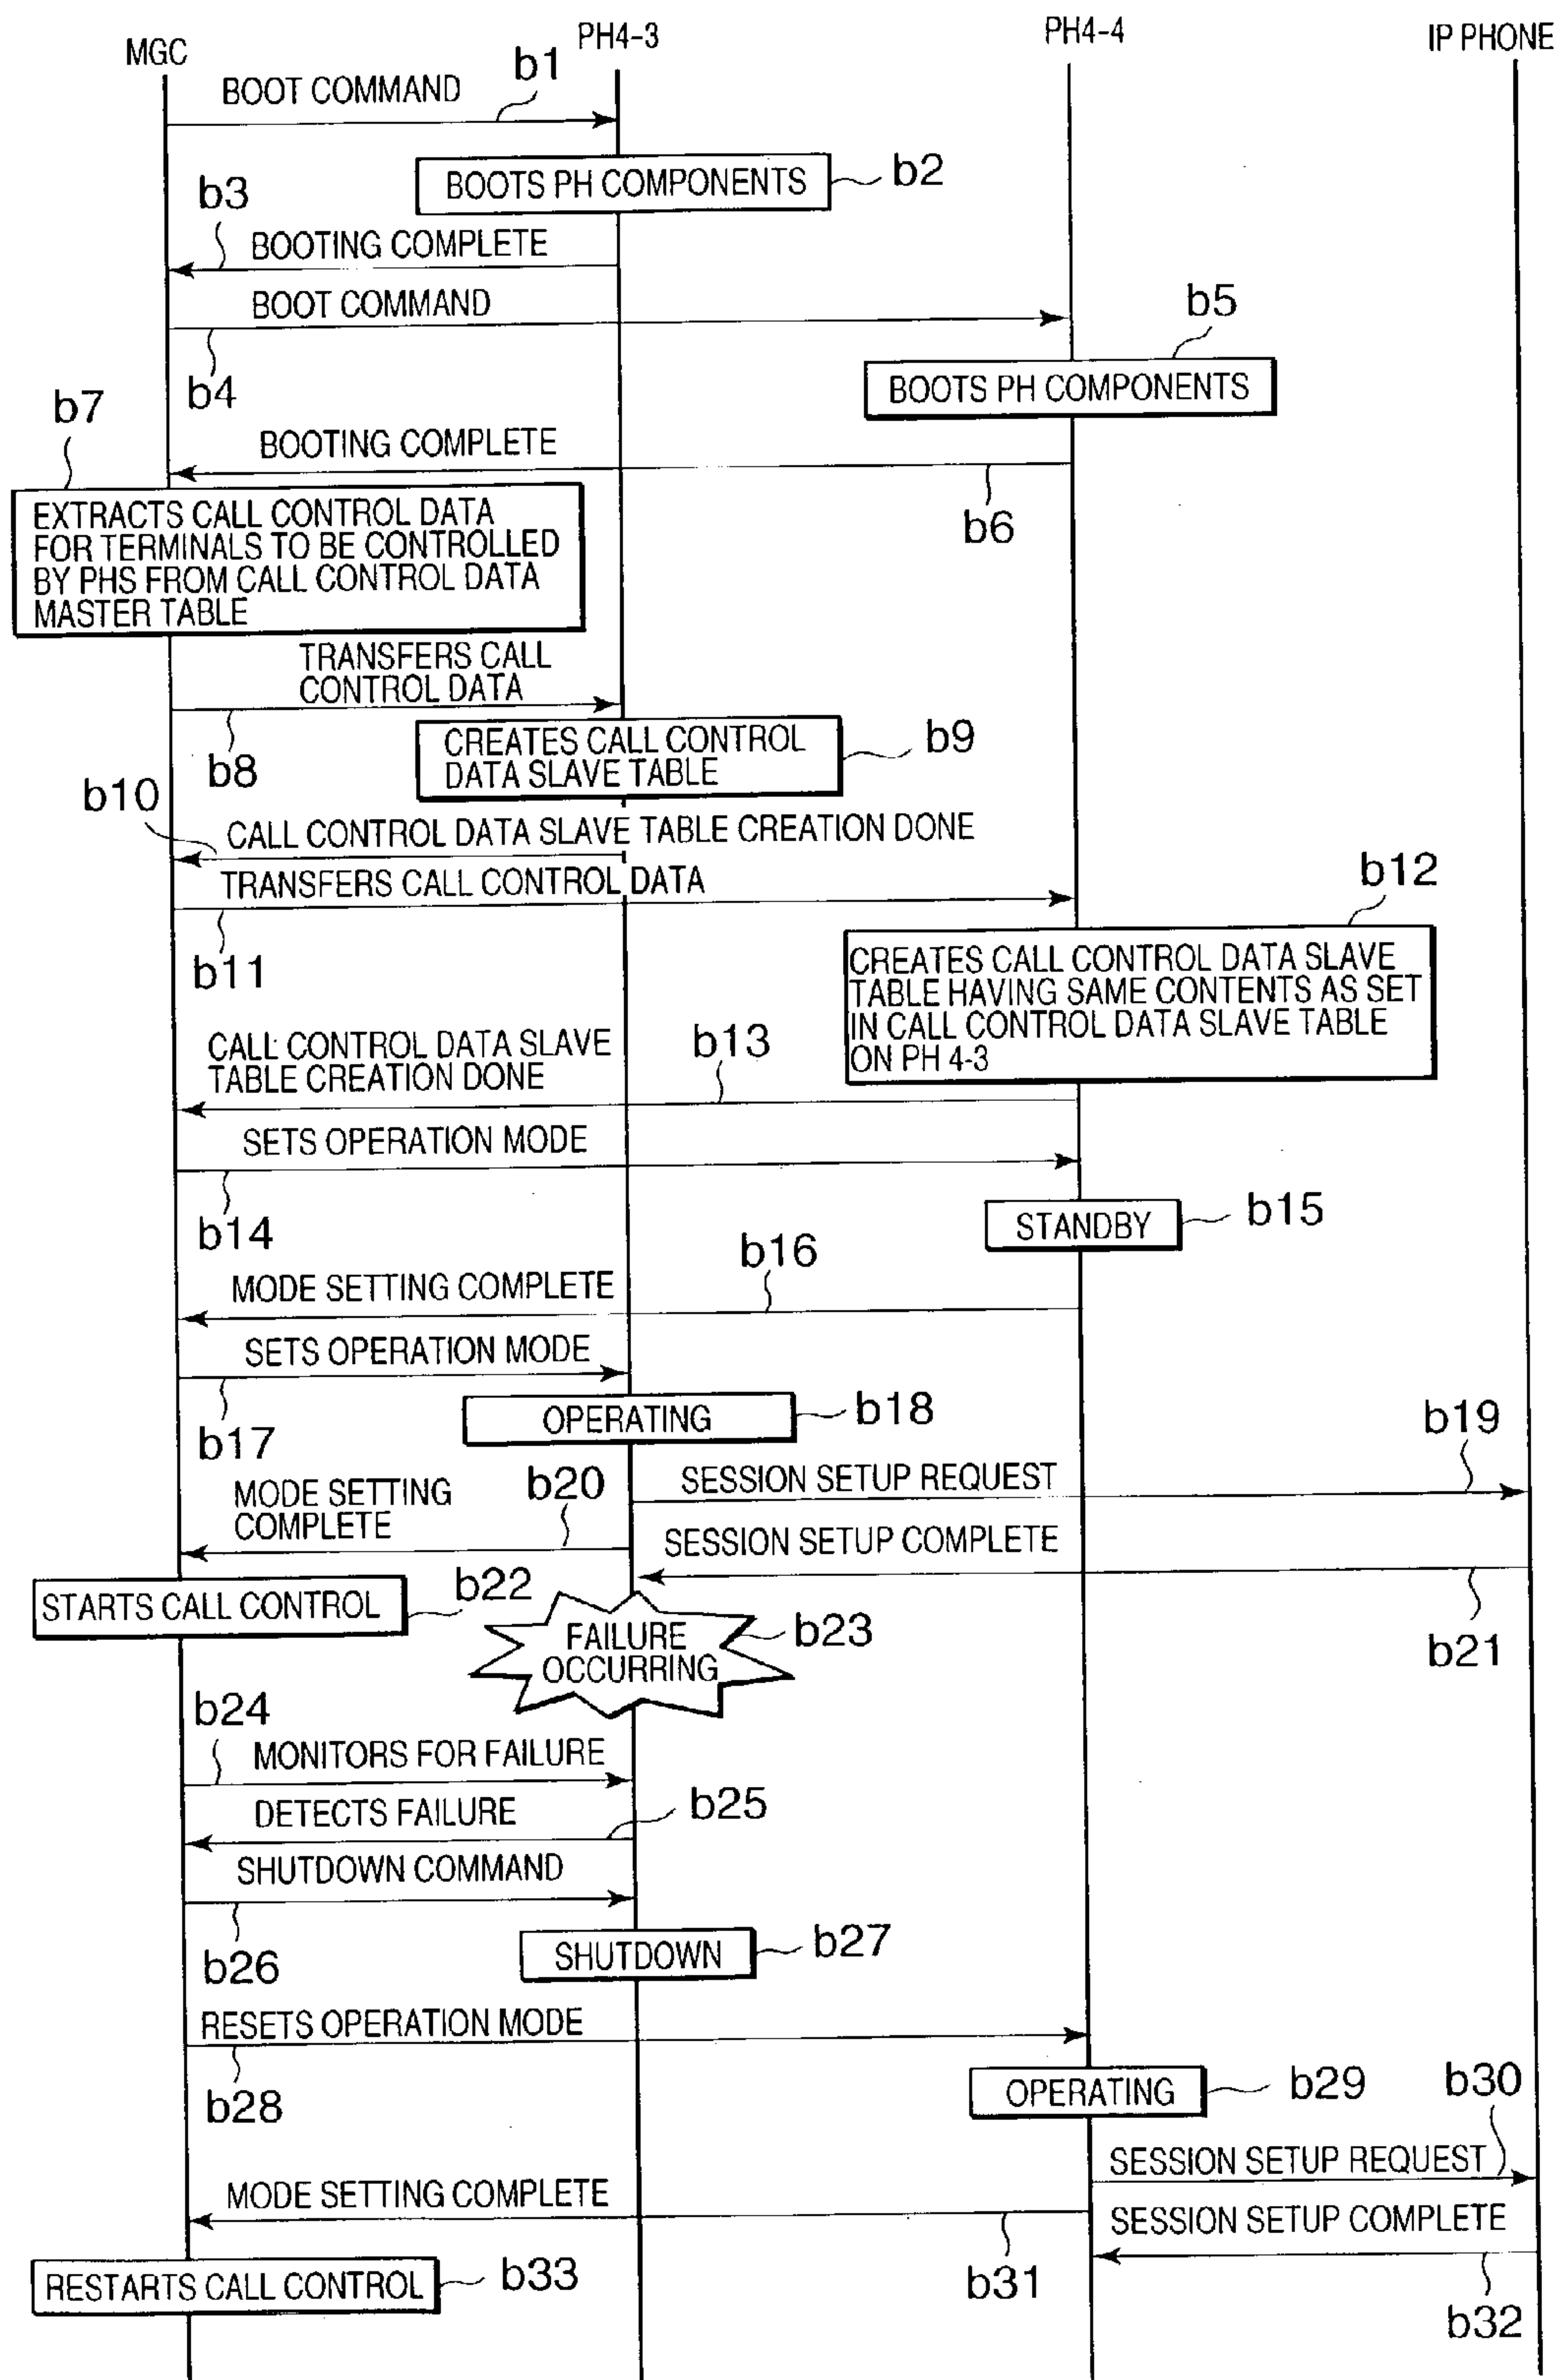 MGC
PH4-3
PH4-4
IP PHONE
BOOT COMMAND
b1
BOOTS PH COMPONENTS
b2
b3
BOOTING COMPLETE
BOOT COMMAND
b4
b5
BOOTS PH COMPONENTS
b7
BOOTING COMPLETE
b6
EXTRACTS CALL CONTROL DATA
FOR TERMINALS TO BE CONTROLLED
BY PHS FROM CALL CONTROL DATA
MASTER TABLE
TRANSFERS CALL
CONTROL DATA
b8
CREATES CALL CONTROL
DATA SLAVE TABLE
b9
b10
CALL CONTROL DATA SLAVE TABLE CREATION DONE
TRANSFERS CALL CONTROL DATA
b11
b12
CREATES CALL CONTROL DATA SLAVE
TABLE HAVING SAME CONTENTS AS SET
IN CALL CONTROL DATA SLAVE TABLE
ON PH 4-3
CALL CONTROL DATA SLAVE
TABLE CREATION DONE
b13
SETS OPERATION MODE
b14
STANDBY
b15
b16
MODE SETTING COMPLETE
SETS OPERATION MODE
b17
OPERATING
b18
b19
SESSION SETUP REQUEST
MODE SETTING
COMPLETE
b20
SESSION SETUP COMPLETE
b21
STARTS CALL CONTROL
b22
FAILURE
OCCURRING
b23
b24
MONITORS FOR FAILURE
DETECTS FAILURE
b25
SHUTDOWN COMMAND
b26
SHUTDOWN
b27
RESETS OPERATION MODE
b28
OPERATING
b29
b30
SESSION SETUP REQUEST
MODE SETTING COMPLETE
b31
SESSION SETUP COMPLETE
b32
RESTARTS CALL CONTROL
b33